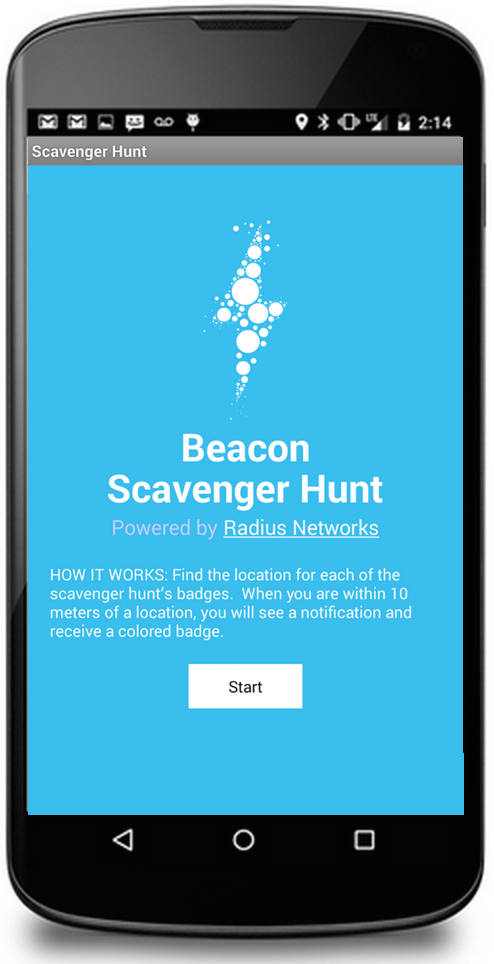 LTE 2:14
Scavenger Hunt
Beacon
Scavenger Hunt
Powered by Radius Networks
HOW IT WORKS: Find the location for each of the
scavenger hunt's badges.  When you are within 10
meters of a location, you will see a notification and
receive a colored badge.
Start